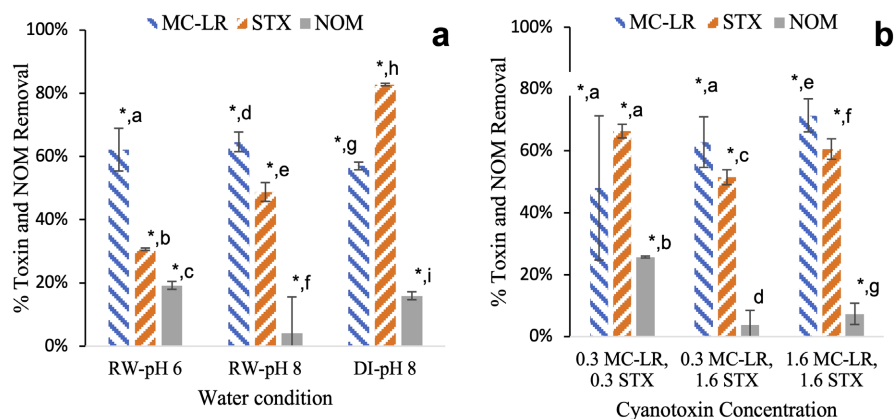 100%
80%
60%
40%
20%
0%
% Toxin and NOM Removal
MC-LR STX NOM
a
*,a
*,b
*,c
*,d
*,e
*,f
*,g
*,h
*,i
RW-pH 6 RW-pH 8 DI-pH 8
Water condition
100%
80%
60%
40%
20%
0%
% Toxin and NOM Removal
MC-LR STX NOM
b
*,a
*,a
*,b
*,a
*,c
d
*,e
*,f
*,g
0.3 MC-LR, 0.3 MC-LR, 1.6 MC-LR,
0.3 STX 1.6 STX 1.6 STX
Cyanotoxin Concentration